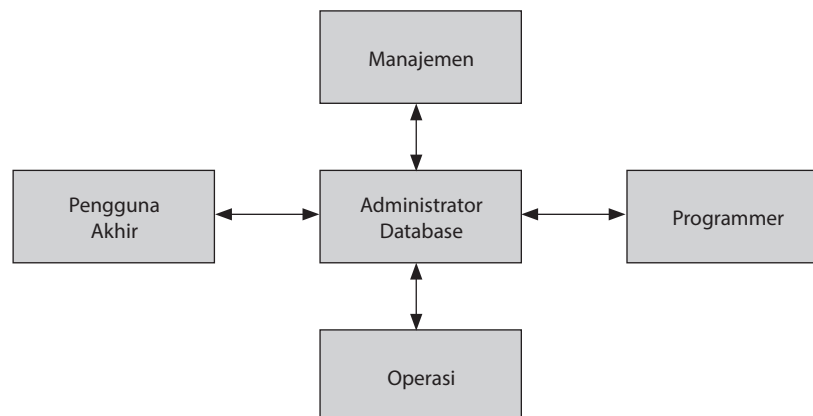 Manajemen
Pengguna
Akhir
Administrator
Database
Programmer
Operasi